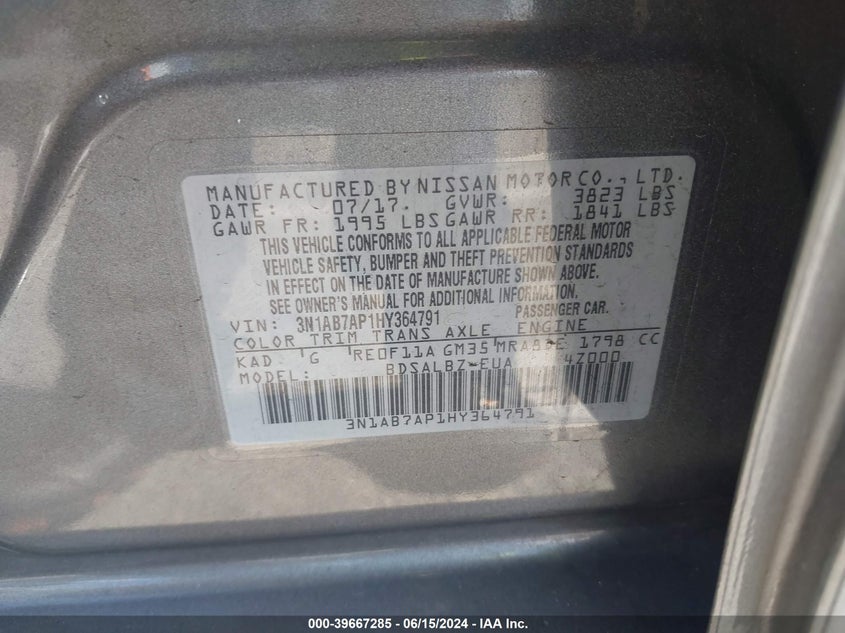 MANUFACTURED BY NISSAN MOTOR CO., LTD.
DATE: 07/17. GVWR: 3823 LBS
GAWR FR: 1995 LBS GAWR RR: 1841 LBS
THIS VEHICLE CONFORMS TO ALL APPLICABLE FEDERAL MOTOR
VEHICLE SAFETY, BUMPER AND THEFT PREVENTION STANDARDS
IN EFFECT ON THE DATE OF MANUFACTURE SHOWN ABOVE.
SEE OWNER'S MANUAL FOR ADDITIONAL INFORMATION.
VIN: 3N1AB7AP1HY364791 PASSENGER CAR.
COLOR TRIM TRANS AXLE ENGINE
KAD G RE0F11A GM35 MRA8DE 1798 CC
MODEL: BDSALBZ-EUA 4Z000
3N1AB7AP1HY364791
000-39667285 - 06/15/2024 - IAA Inc.